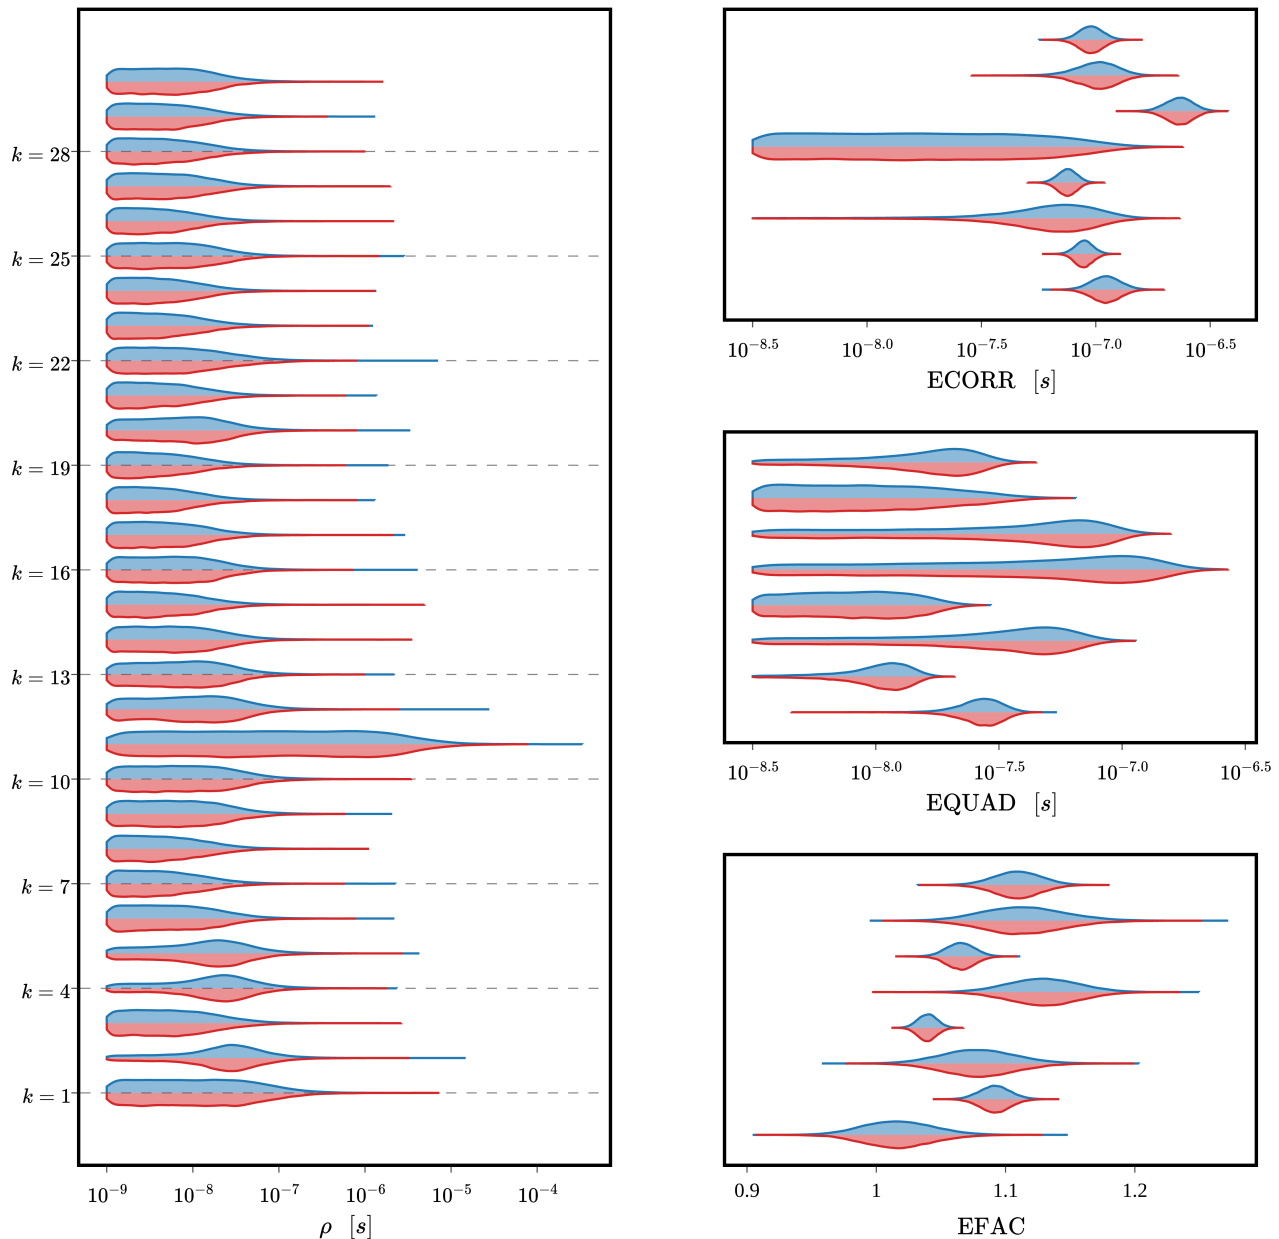 k = 28
k = 25
k = 22
k = 19
k = 16
k = 13
k = 10
k = 7
k = 4
k = 1
10⁻⁹ 10⁻⁸ 10⁻⁷ 10⁻⁶ 10⁻⁵ 10⁻⁴
ρ [s]
10⁻⁸·⁵ 10⁻⁸·⁰ 10⁻⁷·⁵ 10⁻⁷·⁰ 10⁻⁶·⁵
ECORR [s]
10⁻⁸·⁵ 10⁻⁸·⁰ 10⁻⁷·⁵ 10⁻⁷·⁰ 10⁻⁶·⁵
EQUAD [s]
0.9 1 1.1 1.2
EFAC